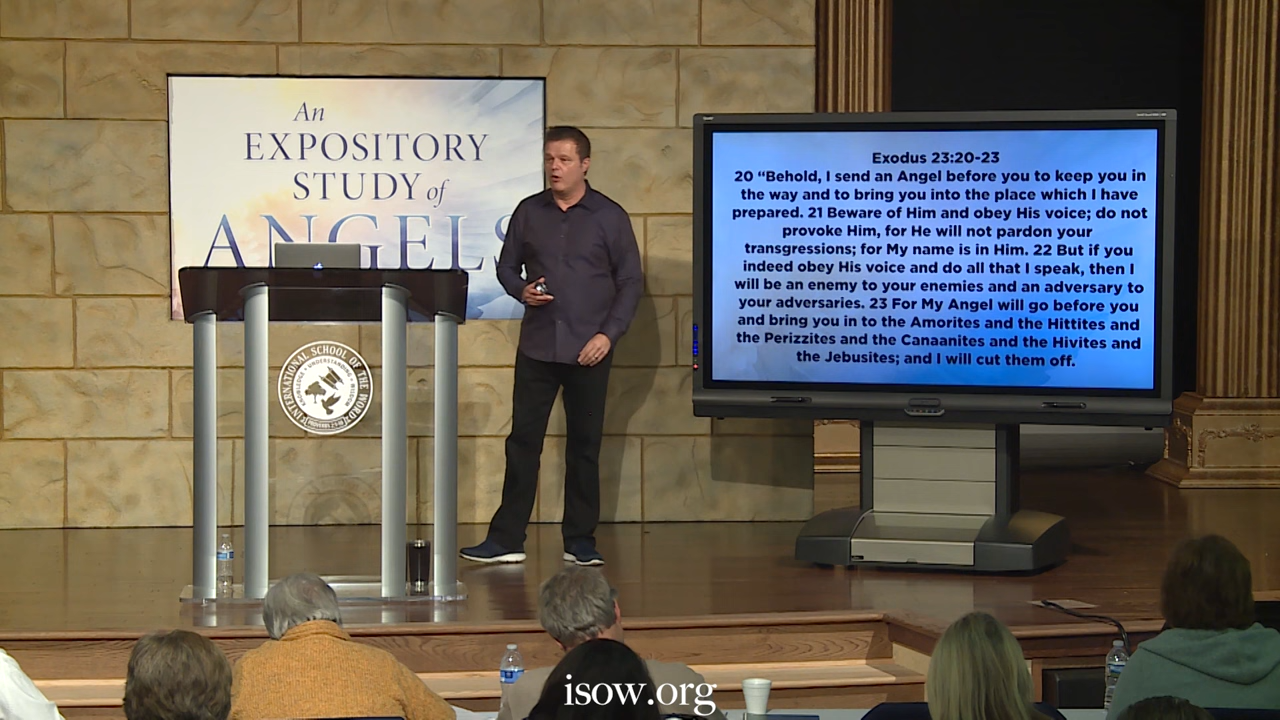 An
EXPOSITORY
STUDY of
ANGELS
INTERNATIONAL SCHOOL OF THE WORD
KNOWLEDGE • UNDERSTANDING • WISDOM
Exodus 23:20-23
20 “Behold, I send an Angel before you to keep you in
the way and to bring you into the place which I have
prepared. 21 Beware of Him and obey His voice; do not
provoke Him, for He will not pardon your
transgressions; for My name is in Him. 22 But if you
indeed obey His voice and do all that I speak, then I
will be an enemy to your enemies and an adversary to
your adversaries. 23 For My Angel will go before you
and bring you in to the Amorites and the Hittites and
the Perizzites and the Canaanites and the Hivites and
the Jebusites; and I will cut them off.
isow.org